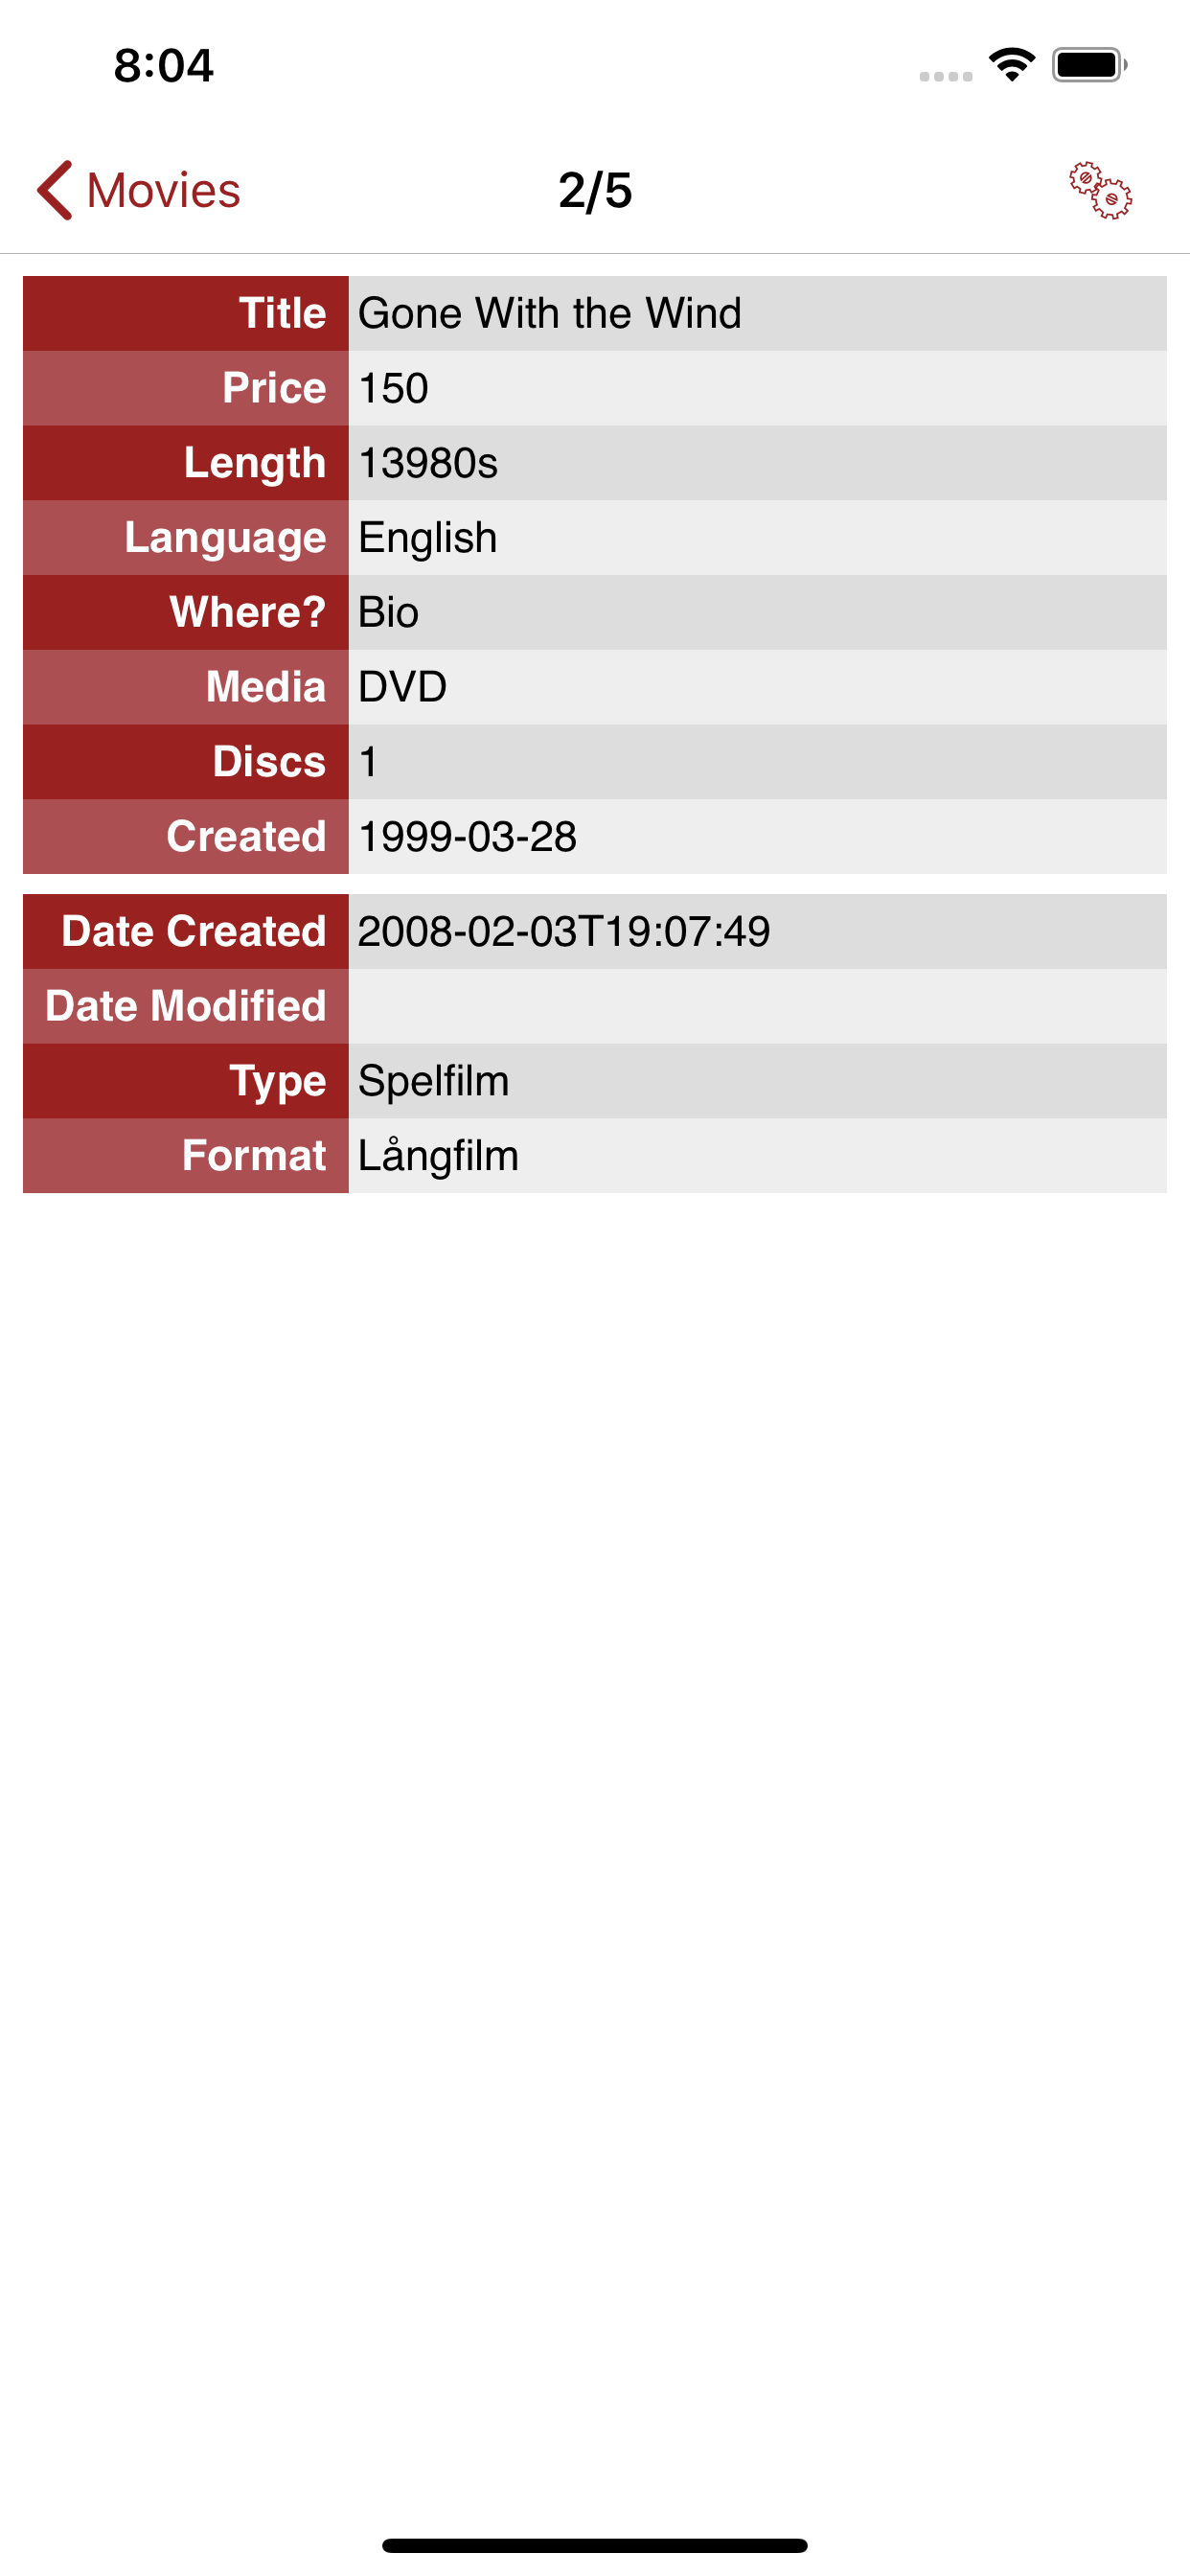 8:04
Movies
2/5
Title Gone With the Wind
Price 150
Length 13980s
Language English
Where? Bio
Media DVD
Discs 1
Created 1999-03-28
Date Created 2008-02-03T19:07:49
Date Modified
Type Spelfilm
Format Långfilm